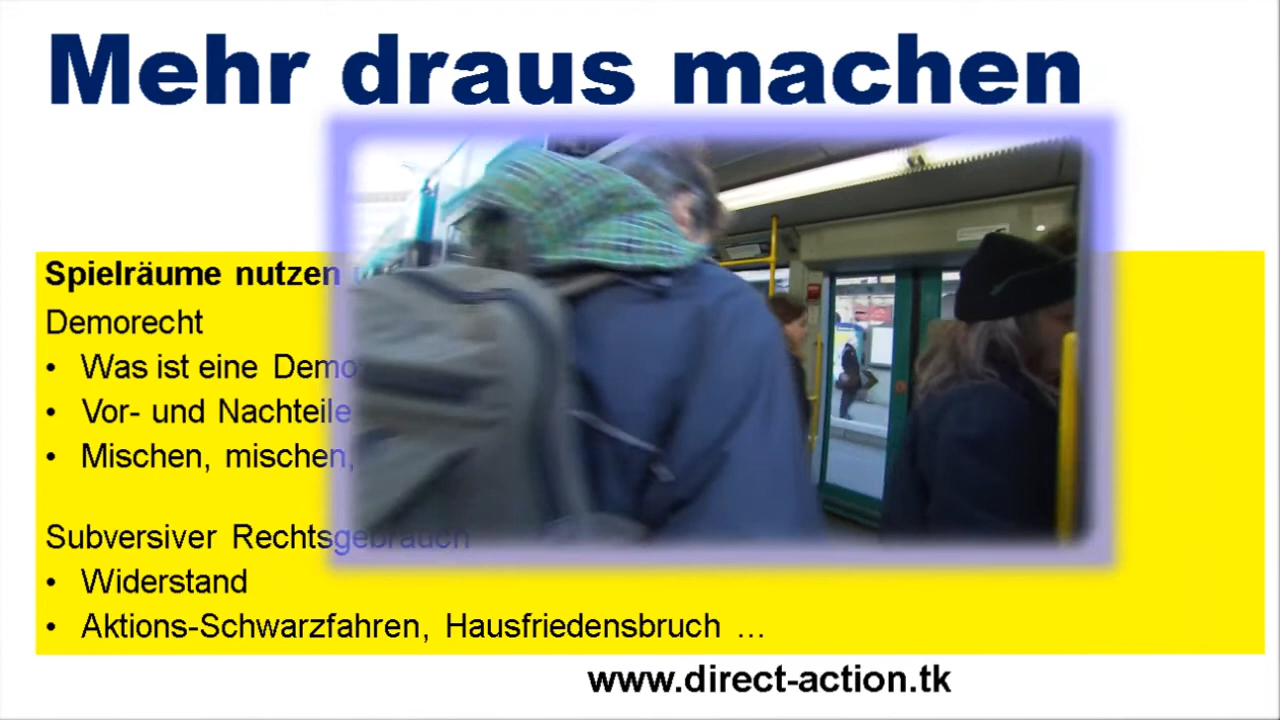 Mehr draus machen
Spielräume nutzen
Demorecht
• Was ist eine
• Vor- und Nachteile
• Mischen, mischen,
Subversiver Rechtsgebrauch
• Widerstand
• Aktions-Schwarzfahren, Hausfriedensbruch ...
www.direct-action.tk